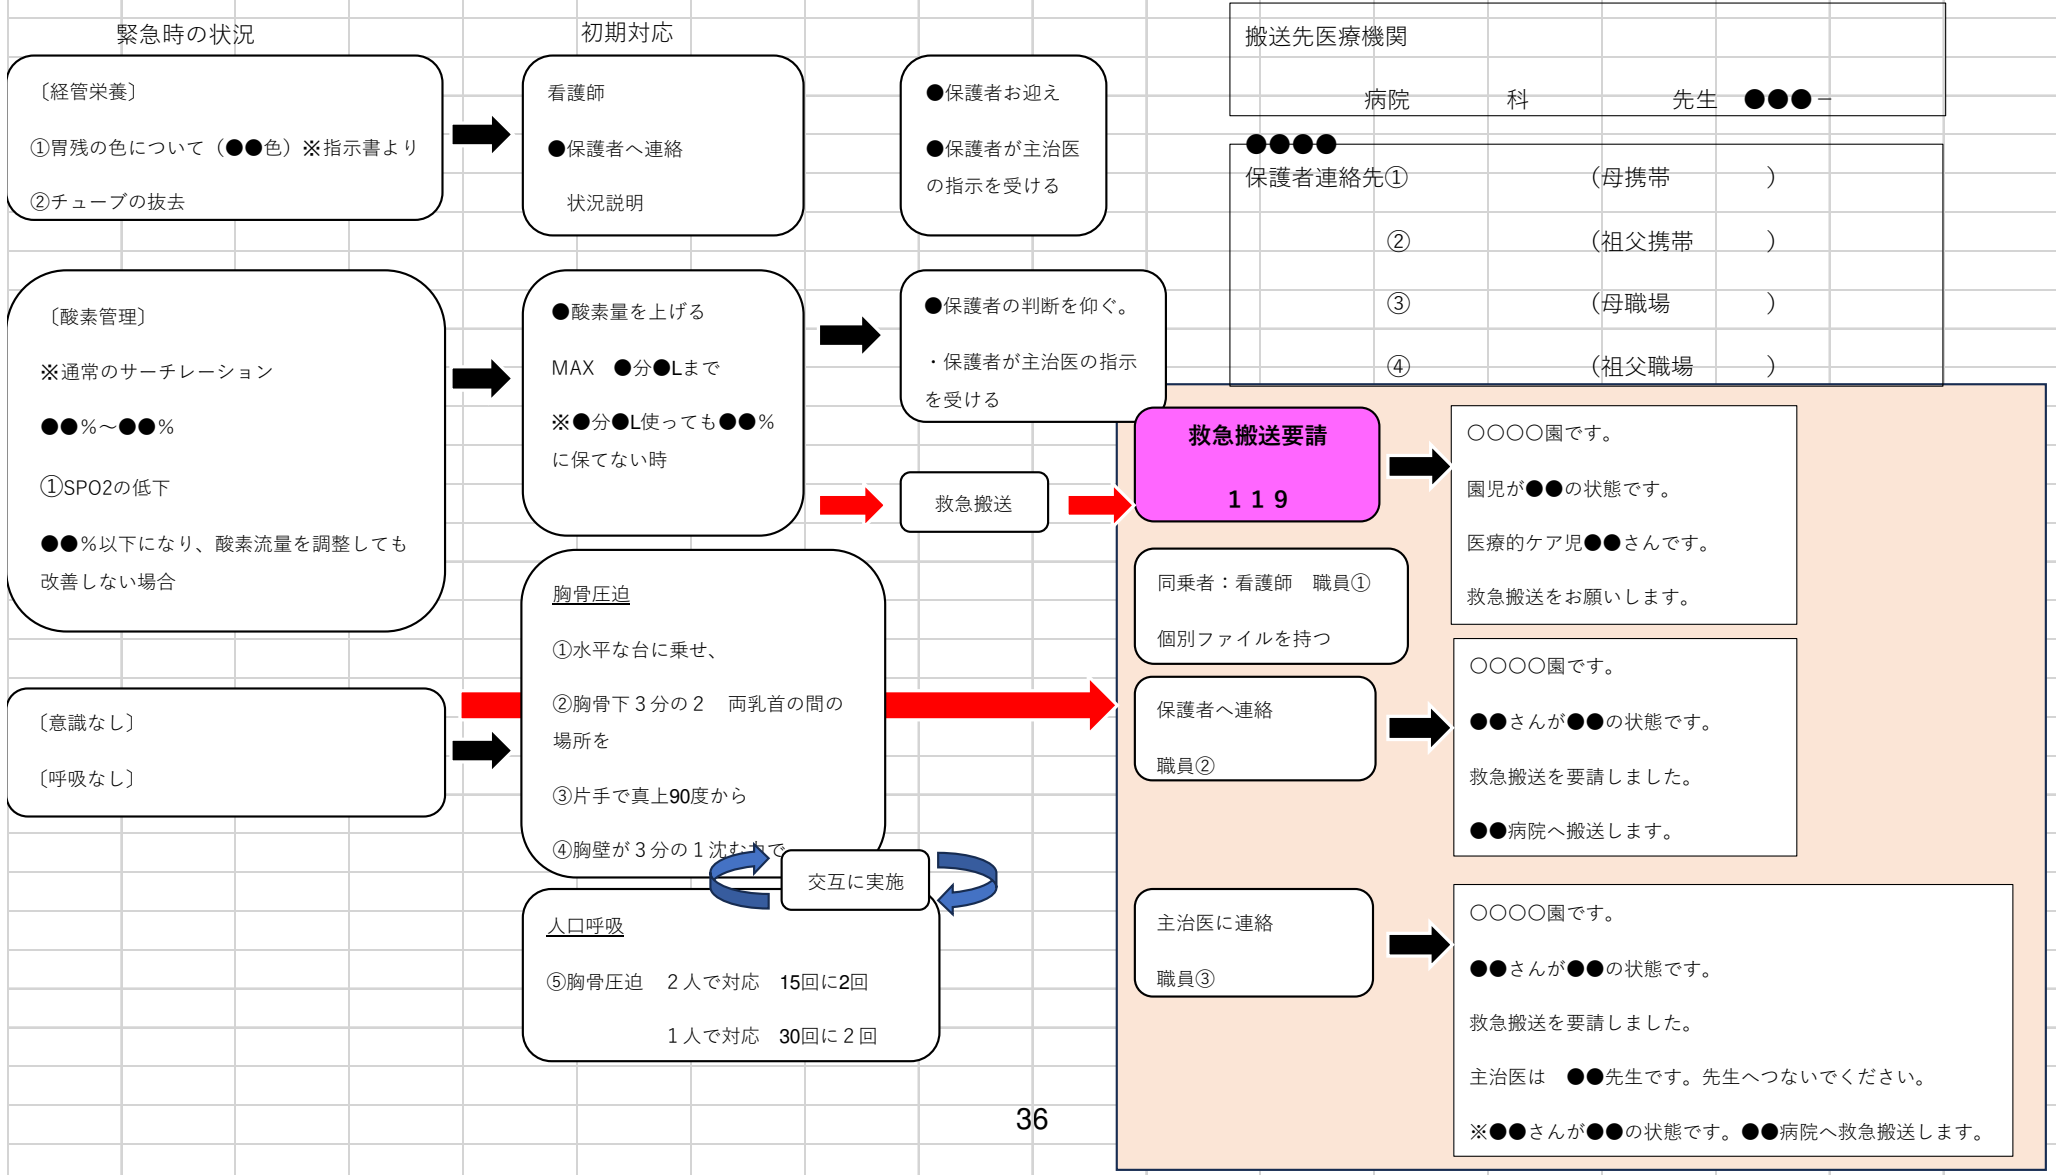 緊急時の状況
初期対応
〔経管栄養〕
①胃残の色について（●●色）※指示書より
②チューブの抜去
看護師
●保護者へ連絡
状況説明
●保護者お迎え
●保護者が主治医
の指示を受ける
搬送先医療機関
病院　科　先生　●●●－
●●●●
保護者連絡先①　（母携帯　）
②　（祖父携帯　）
③　（母職場　）
④　（祖父職場　）
〔酸素管理〕
※通常のサーチレーション
●●％～●●％
①SPO2の低下
●●％以下になり、酸素流量を調整しても
改善しない場合
●酸素量を上げる
MAX　●分●Lまで
※●分●L使っても●●％
に保てない時
●保護者の判断を仰ぐ。
・保護者が主治医の指示
を受ける
救急搬送
〔意識なし〕
〔呼吸なし〕
胸骨圧迫
①水平な台に乗せ、
②胸骨下３分の２　両乳首の間の
場所を
③片手で真上90度から
④胸壁が３分の１沈む力で
交互に実施
人口呼吸
⑤胸骨圧迫　２人で対応　15回に2回
１人で対応　30回に２回
救急搬送要請
１１９
〇〇〇〇園です。
園児が●●の状態です。
医療的ケア児●●さんです。
救急搬送をお願いします。
同乗者：看護師　職員①
個別ファイルを持つ
保護者へ連絡
職員②
〇〇〇〇園です。
●●さんが●●の状態です。
救急搬送を要請しました。
●●病院へ搬送します。
主治医に連絡
職員③
〇〇〇〇園です。
●●さんが●●の状態です。
救急搬送を要請しました。
主治医は　●●先生です。先生へつないでください。
※●●さんが●●の状態です。●●病院へ救急搬送します。
36